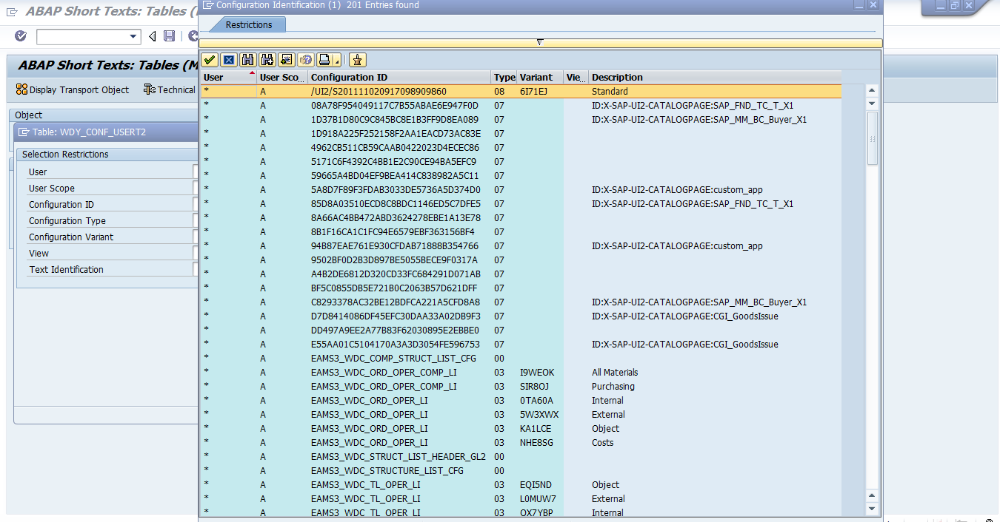 ABAP Short Texts: Tables (
Configuration Identification (1) 201 Entries found
Restrictions
ABAP Short Texts: Tables (M
Display Transport Object Technical
Object
Table: WDY_CONF_USERT2
Selection Restrictions
User
User Scope
Configuration ID
Configuration Type
Configuration Variant
View
Text Identification
User User Sco... Configuration ID Type Variant Vie... Description
* A /UI2/S201111020917098909860 08 6I71EJ Standard
* A 08A78F954049117C7B55ABAE6E947F0D 07 ID:X-SAP-UI2-CATALOGPAGE:SAP_FND_TC_T_X1
* A 1D37B1D80C9C845BC8E1B3FF9D8EA089 07 ID:X-SAP-UI2-CATALOGPAGE:SAP_MM_BC_Buyer_X1
* A 1D918A225F252158F2AA1EACD73AC83E 07
* A 4962CB511CB59CAAB0422023D4ECEC86 07
* A 5171C6F4392C4BB1E2C90CE94BA5EFC9 07
* A 59665A4BD04EF9BEA414C838982A5C11 07
* A 5A8D7F89F3FDAB3033DE5736A5D374D0 07 ID:X-SAP-UI2-CATALOGPAGE:custom_app
* A 85D8A03510ECD8C8BDC1146ED5C7DFE5 07 ID:X-SAP-UI2-CATALOGPAGE:SAP_FND_TC_T_X1
* A 8A66AC4BB472ABD3624278EBE1A13E78 07
* A 8B1F16CA1C1FC94E6579EBF363156BF4 07
* A 94B87EAE761E930CFDAB71888B354766 07 ID:X-SAP-UI2-CATALOGPAGE:custom_app
* A 9502BF0D2B3D897BE5055BECE9F0317A 07
* A A4B2DE6812D320CD33FC684291D071AB 07
* A BF5C0855DB5E721B0C2063B57D621DFF 07
* A C8293378AC32BE12BDFCA221A5CFD8A8 07 ID:X-SAP-UI2-CATALOGPAGE:SAP_MM_BC_Buyer_X1
* A D7D8414086DF45EFC30DAA33A02DB9F3 07 ID:X-SAP-UI2-CATALOGPAGE:CGI_GoodsIssue
* A DD497A9EE2A77B83F62030895E2EBBE0 07
* A E55AA01C5104170A3A3D3054FE596753 07 ID:X-SAP-UI2-CATALOGPAGE:CGI_GoodsIssue
* A EAMS3_WDC_COMP_STRUCT_LIST_CFG 00
* A EAMS3_WDC_ORD_OPER_COMP_LI 03 I9WEOK All Materials
* A EAMS3_WDC_ORD_OPER_COMP_LI 03 SIR8OJ Purchasing
* A EAMS3_WDC_ORD_OPER_LI 03 0TA60A Internal
* A EAMS3_WDC_ORD_OPER_LI 03 5W3XWX External
* A EAMS3_WDC_ORD_OPER_LI 03 KA1LCE Object
* A EAMS3_WDC_ORD_OPER_LI 03 NHE8SG Costs
* A EAMS3_WDC_STRUCT_LIST_HEADER_GL2 00
* A EAMS3_WDC_STRUCTURE_LIST_CFG 00
* A EAMS3_WDC_TL_OPER_LI 03 EQI5ND Object
* A EAMS3_WDC_TL_OPER_LI 03 L0MUW7 External
* A EAMS3_WDC_TL_OPER_LI 03 OX7YBP Internal